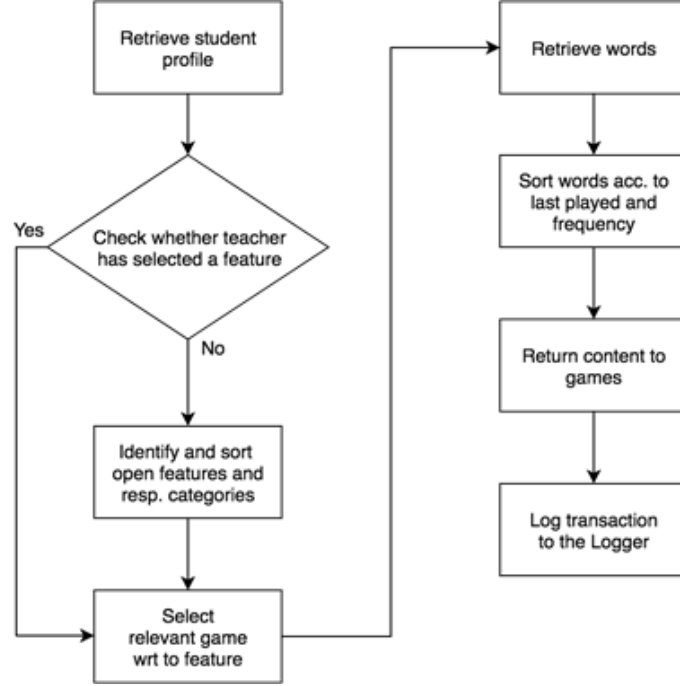 Retrieve student
profile
Yes
Check whether teacher
has selected a feature
No
Identify and sort
open features and
resp. categories
Select
relevant game
wrt to feature
Retrieve words
Sort words acc. to
last played and
frequency
Return content to
games
Log transaction
to the Logger